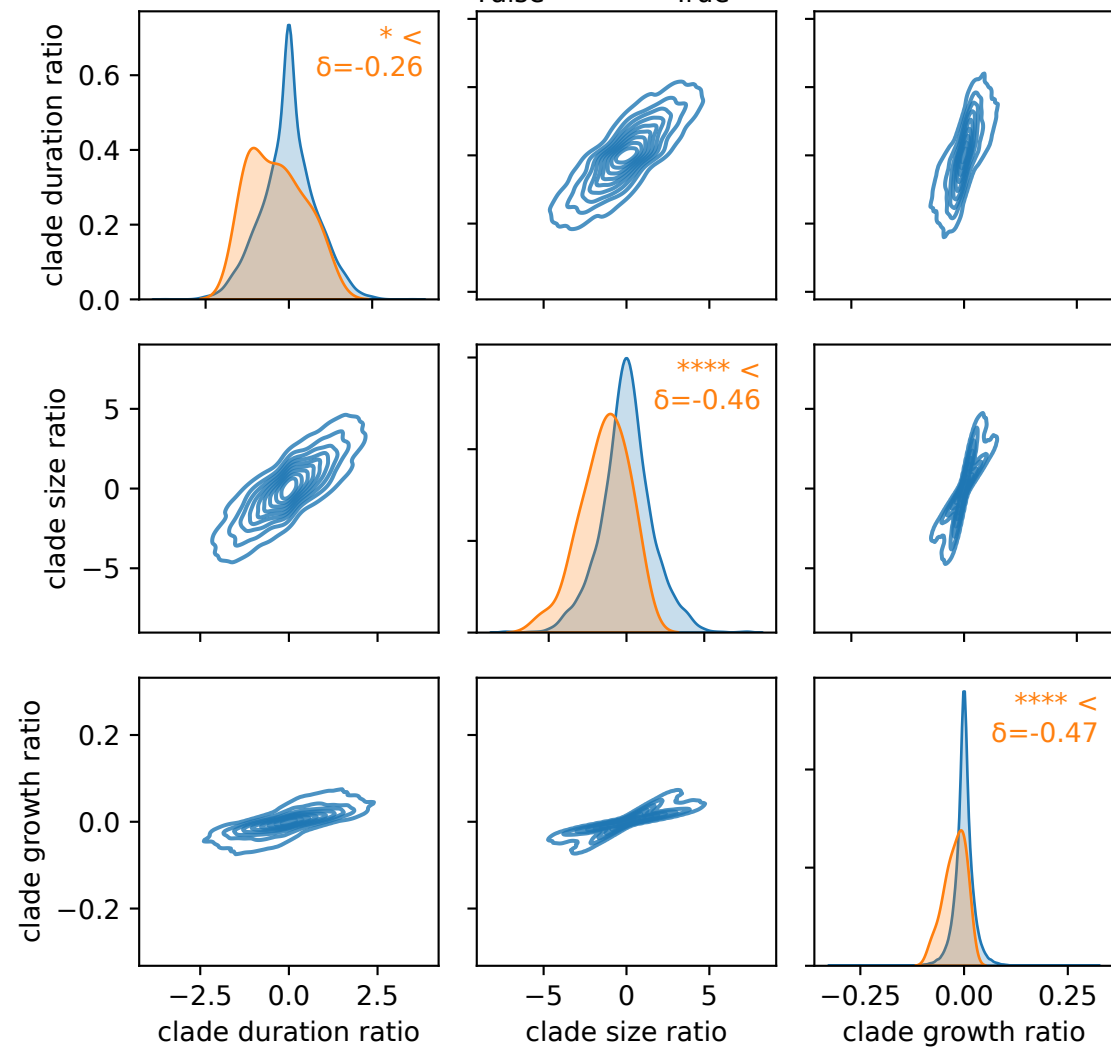 clade duration ratio
0.6
0.4
0.2
0.0
* <
δ=-0.26
clade size ratio
5
0
−5
**** <
δ=-0.46
clade growth ratio
0.2
0.0
−0.2
**** <
δ=-0.47
−2.5 0.0 2.5
−5 0 5
−0.25 0.00 0.25
clade duration ratio
clade size ratio
clade growth ratio